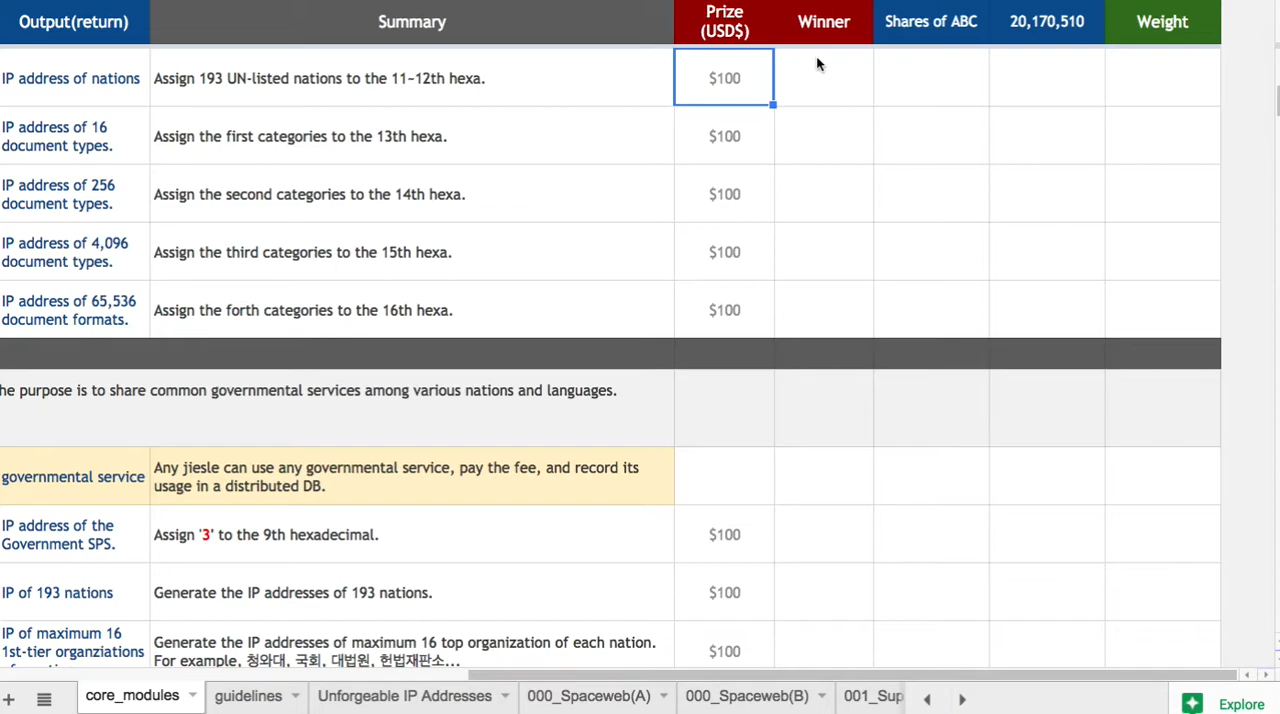 Output(return) Summary Prize (USD$) Winner Shares of ABC 20,170,510 Weight
IP address of nations Assign 193 UN-listed nations to the 11~12th hexa. $100
IP address of 16
document types. Assign the first categories to the 13th hexa. $100
IP address of 256
document types. Assign the second categories to the 14th hexa. $100
IP address of 4,096
document types. Assign the third categories to the 15th hexa. $100
IP address of 65,536
document formats. Assign the forth categories to the 16th hexa. $100
he purpose is to share common governmental services among various nations and languages.
governmental service Any jiesle can use any governmental service, pay the fee, and record its
usage in a distributed DB.
IP address of the
Government SPS. Assign '3' to the 9th hexadecimal. $100
IP of 193 nations Generate the IP addresses of 193 nations. $100
IP of maximum 16
1st-tier organziations Generate the IP addresses of maximum 16 top organization of each nation.
For example, 청와대, 국회, 대법원, 헌법재판소... $100
core_modules guidelines Unforgeable IP Addresses 000_Spaceweb(A) 000_Spaceweb(B) 001_Sup Explore